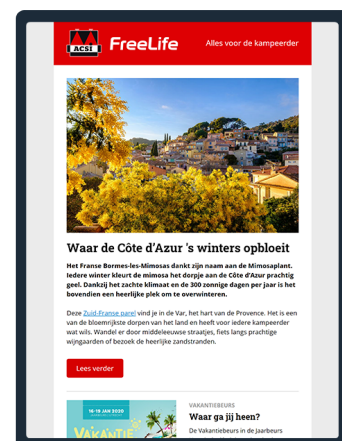 ACSI FreeLife Alles voor de kampeerder
Waar de Côte d'Azur 's winters opbloeit
Het Franse Bormes-les-Mimosas dankt zijn naam aan de Mimosaplant.
Iedere winter kleurt de mimosa het dorpje aan de Côte d'Azur prachtig
geel. Dankzij het zachte klimaat en de 300 zonnige dagen per jaar is het
bovendien een heerlijke plek om te overwinteren.
Deze Zuid-Franse parel vind je in de Var, het hart van de Provence. Het is een
van de bloemrijkste dorpen van het land en heeft voor iedere kampeerder
wat wils. Wandel er door middeleeuwse straatjes, fiets langs prachtige
wijngaarden of bezoek de heerlijke zandstranden.
Lees verder
VAKANTIEBEURS
Waar ga jij heen?
De Vakantiebeurs in de Jaarbeurs
JAN 2020
VAKANTIE